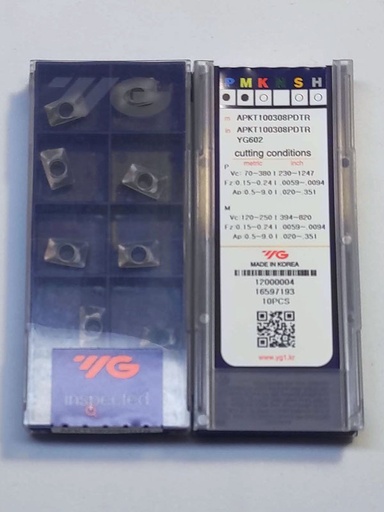 YG
YG
inspected
P M K N S H
m APKT100308PDTR
in APKT100308PDTR
YG602
cutting conditions
metric inch
P
Vc: 70~380 | 230~1247
Fz:0.15~0.24 | .0059~.0094
Ap:0.5~9.0 | .020~.351
M
Vc:120~250 | 394~820
Fz:0.15~0.24 | .0059~.0094
Ap:0.5~9.0 | .020~.351
YG
MADE IN KOREA
12000004
16597193
10PCS
www.yg1.kr